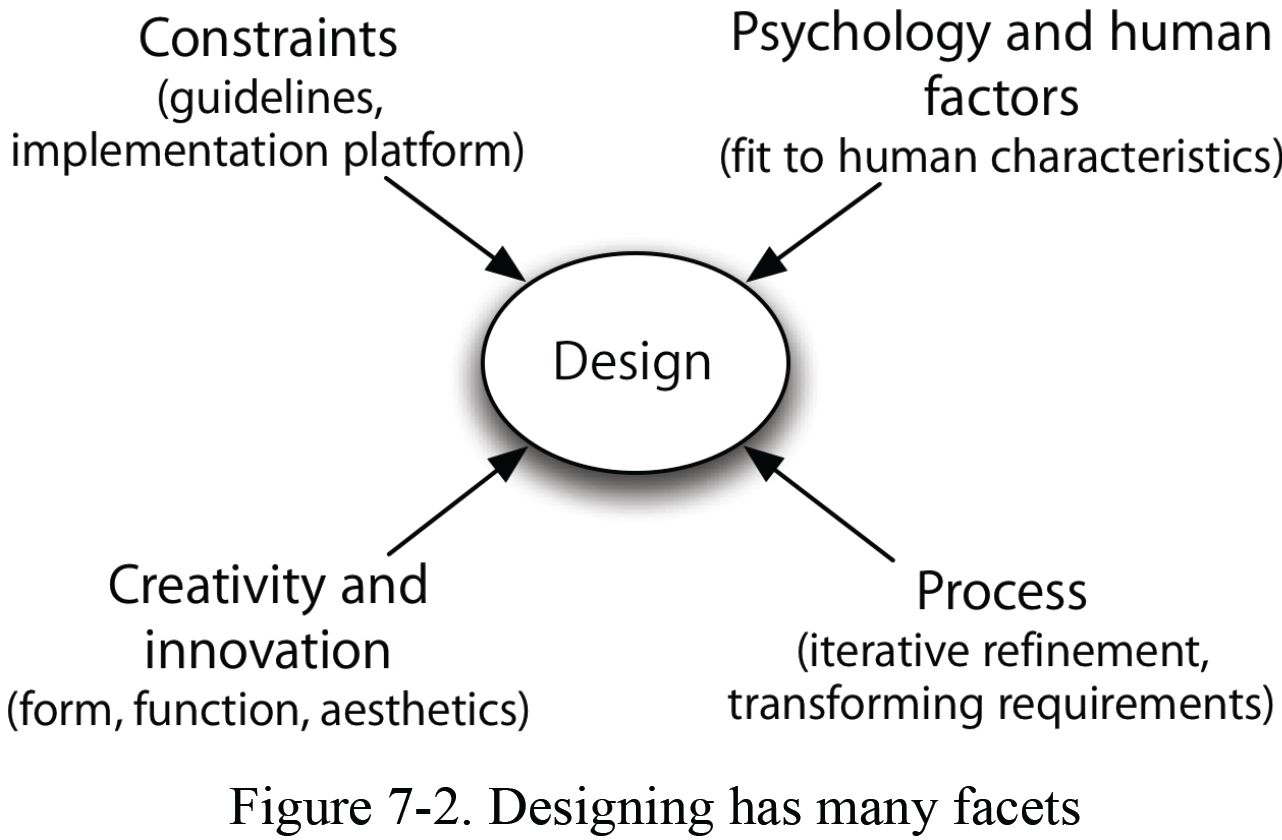 Constraints
(guidelines,
implementation platform)
Psychology and human
factors
(fit to human characteristics)
Design
Creativity and
innovation
(form, function, aesthetics)
Process
(iterative refinement,
transforming requirements)
Figure 7-2. Designing has many facets